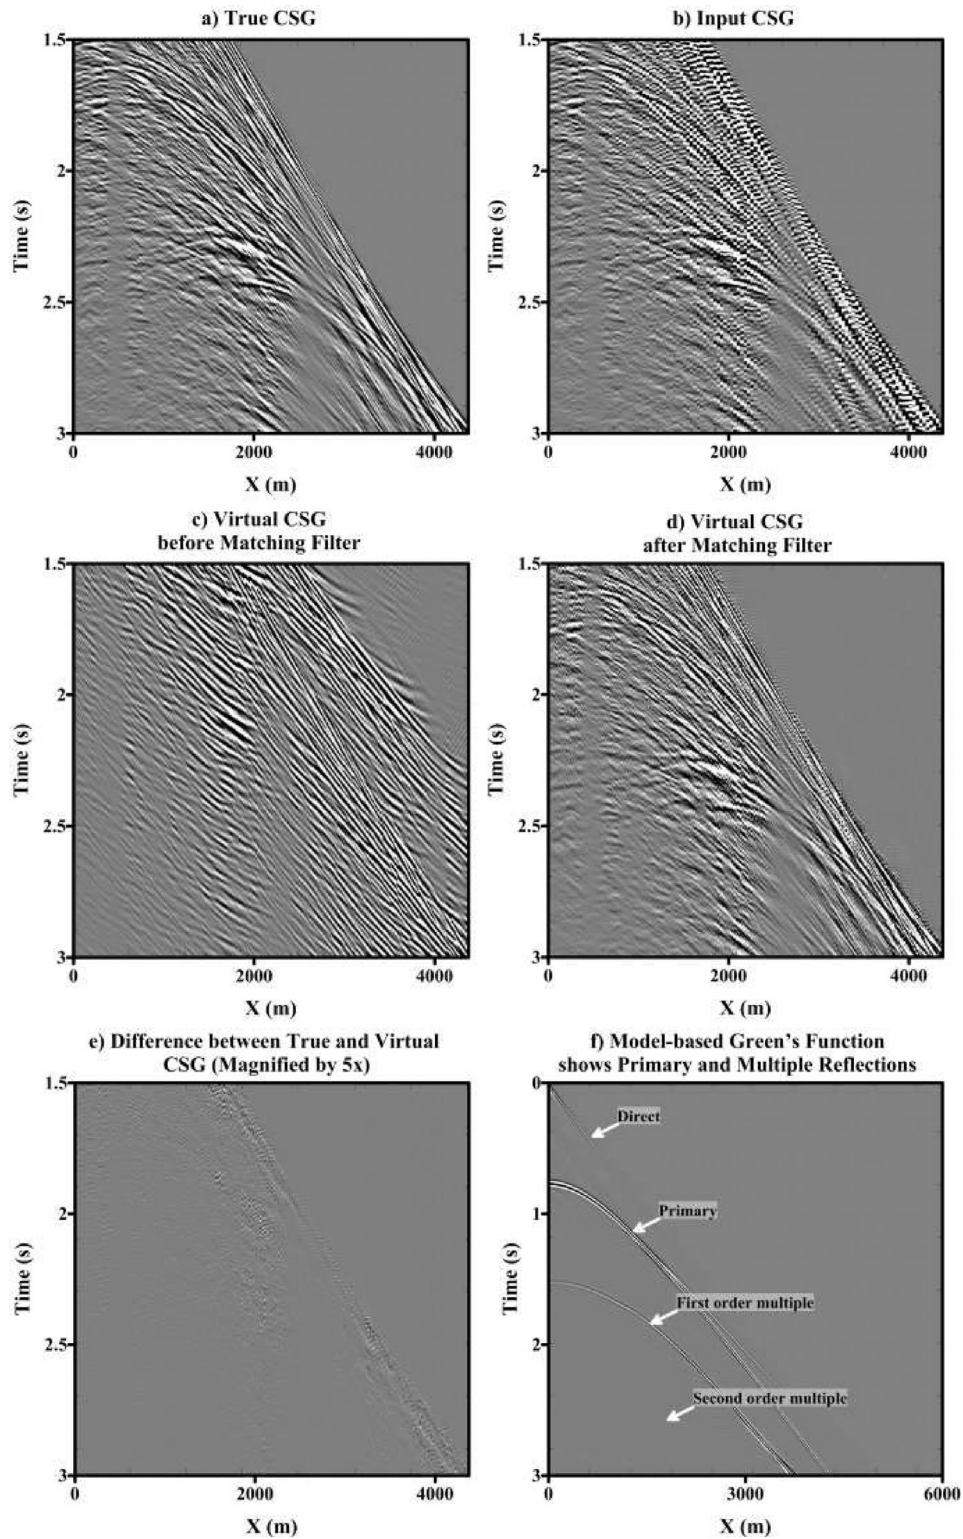 a) True CSG
1.5
2
2.5
3
Time (s)
0 2000 4000
X (m)
b) Input CSG
1.5
2
2.5
3
Time (s)
0 2000 4000
X (m)
c) Virtual CSG
before Matching Filter
1.5
2
2.5
3
Time (s)
0 2000 4000
X (m)
d) Virtual CSG
after Matching Filter
1.5
2
2.5
3
Time (s)
0 2000 4000
X (m)
e) Difference between True and Virtual
CSG (Magnified by 5x)
1.5
2
2.5
3
Time (s)
0 2000 4000
X (m)
f) Model-based Green's Function
shows Primary and Multiple Reflections
0
1
2
3
Time (s)
Direct
Primary
First order multiple
Second order multiple
0 3000 6000
X (m)